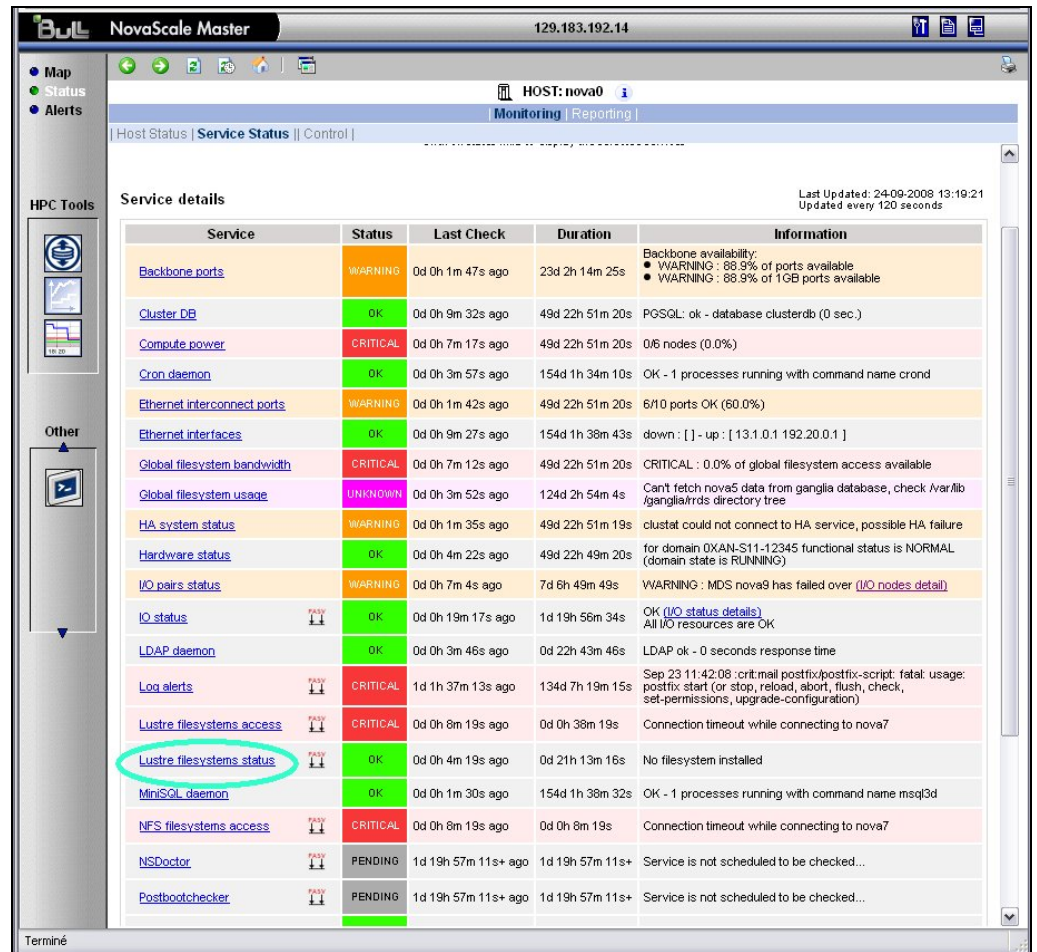 Bull NovaScale Master 129.183.192.14
Map
Status
Alerts
HOST: nova0 i
| Monitoring | Reporting |
| Host Status | Service Status || Control |
HPC Tools
18:20
Other
Service details
Last Updated: 24-09-2008 13:19:21
Updated every 120 seconds
Service Status Last Check Duration Information
Backbone ports WARNING 0d 0h 1m 47s ago 23d 2h 14m 25s Backbone availability:
● WARNING : 88.9% of ports available
● WARNING : 88.9% of 1GB ports available
Cluster DB OK 0d 0h 9m 32s ago 49d 22h 51m 20s PGSQL: ok - database clusterdb (0 sec.)
Compute power CRITICAL 0d 0h 7m 17s ago 49d 22h 51m 20s 0/6 nodes (0.0%)
Cron daemon OK 0d 0h 3m 57s ago 154d 1h 34m 10s OK - 1 processes running with command name crond
Ethernet interconnect ports WARNING 0d 0h 1m 42s ago 49d 22h 51m 20s 6/10 ports OK (60.0%)
Ethernet interfaces OK 0d 0h 9m 27s ago 154d 1h 38m 43s down : [ ] - up : [ 13.1.0.1 192.20.0.1 ]
Global filesystem bandwidth CRITICAL 0d 0h 7m 12s ago 49d 22h 51m 20s CRITICAL : 0.0% of global filesystem access available
Global filesystem usage UNKNOWN 0d 0h 3m 52s ago 124d 2h 54m 4s Can't fetch nova5 data from ganglia database, check /var/lib
/ganglia/rrds directory tree
HA system status WARNING 0d 0h 1m 35s ago 49d 22h 51m 19s clustat could not connect to HA service, possible HA failure
Hardware status OK 0d 0h 4m 22s ago 49d 22h 49m 20s for domain 0XAN-S11-12345 functional status is NORMAL
(domain state is RUNNING)
I/O pairs status WARNING 0d 0h 7m 4s ago 7d 6h 49m 49s WARNING : MDS nova9 has failed over (I/O nodes detail)
IO status PASV OK 0d 0h 19m 17s ago 1d 19h 56m 34s OK (I/O status details)
All I/O resources are OK
LDAP daemon OK 0d 0h 3m 46s ago 0d 22h 43m 46s LDAP ok - 0 seconds response time
Log alerts PASV CRITICAL 1d 1h 37m 13s ago 134d 7h 19m 15s Sep 23 11:42:08 :crit:mail postfix/postfix-script: fatal: usage:
postfix start (or stop, reload, abort, flush, check,
set-permissions, upgrade-configuration)
Lustre filesystems access PASV CRITICAL 0d 0h 8m 19s ago 0d 0h 38m 19s Connection timeout while connecting to nova7
Lustre filesystems status PASV OK 0d 0h 4m 19s ago 0d 21h 13m 16s No filesystem installed
MiniSQL daemon OK 0d 0h 1m 30s ago 154d 1h 38m 32s OK - 1 processes running with command name msql3d
NFS filesystems access PASV CRITICAL 0d 0h 8m 19s ago 0d 0h 8m 19s Connection timeout while connecting to nova7
NSDoctor PASV PENDING 1d 19h 57m 11s+ ago 1d 19h 57m 11s+ Service is not scheduled to be checked...
Postbootchecker PASV PENDING 1d 19h 57m 11s+ ago 1d 19h 57m 11s+ Service is not scheduled to be checked...
Terminé